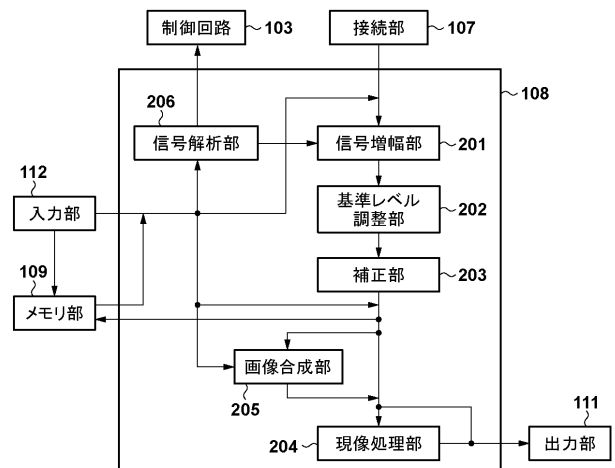 制御回路 103
接続部 107
108
206
信号解析部
信号増幅部 201
112
入力部
基準レベル
調整部 202
補正部 203
109
メモリ部
画像合成部
205
204 現像処理部
111
出力部